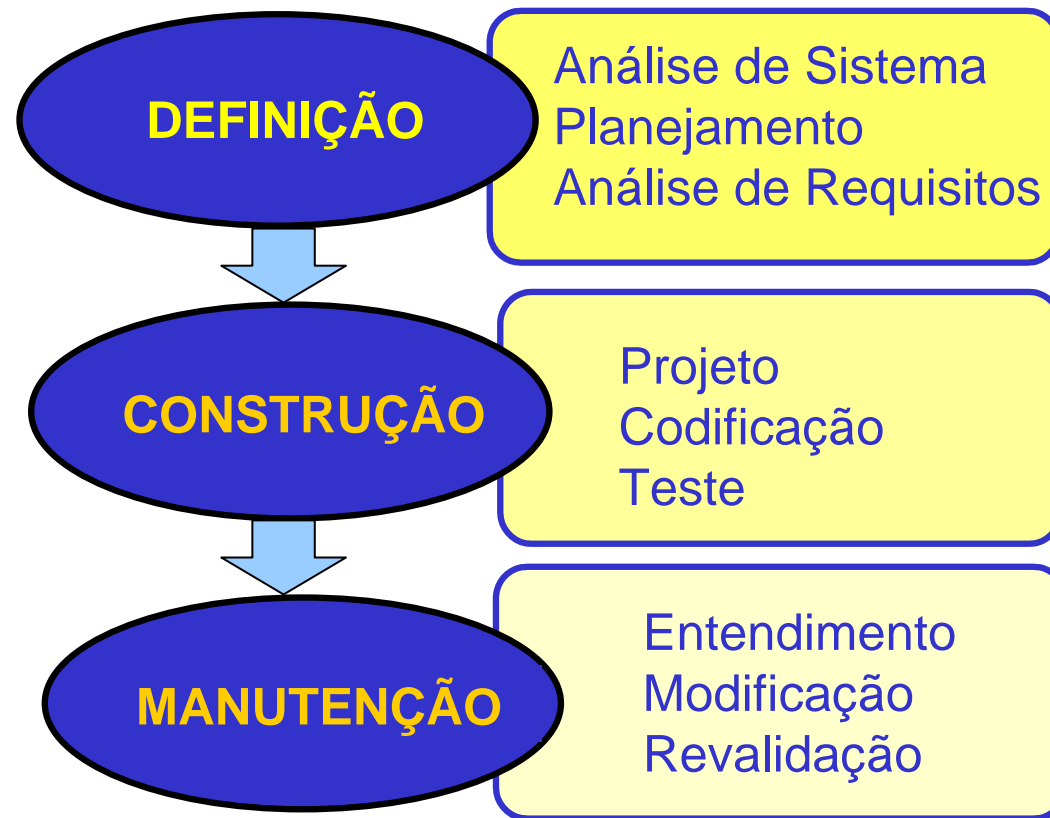 DEFINIÇÃO
Análise de Sistema
Planejamento
Análise de Requisitos
CONSTRUÇÃO
Projeto
Codificação
Teste
MANUTENÇÃO
Entendimento
Modificação
Revalidação